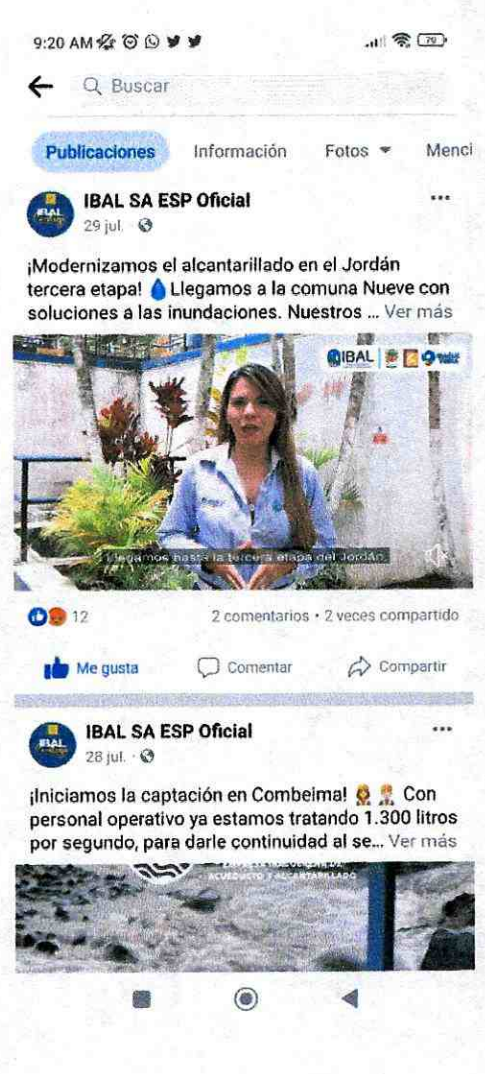 9:20 AM
79
Buscar
Publicaciones Información Fotos Menci
IBAL SA ESP Oficial
29 jul.
¡Modernizamos el alcantarillado en el Jordán
tercera etapa! 💧Llegamos a la comuna Nueve con
soluciones a las inundaciones. Nuestros ... Ver más
IBAL
Llegamos hasta la tercera etapa del Jordán.
12 2 comentarios • 2 veces compartido
Me gusta Comentar Compartir
IBAL SA ESP Oficial
28 jul.
¡Iniciamos la captación en Combeima! Con
personal operativo ya estamos tratando 1.300 litros
por segundo, para darle continuidad al se... Ver más
ACUEDUCTO Y ALCANTARILLADO